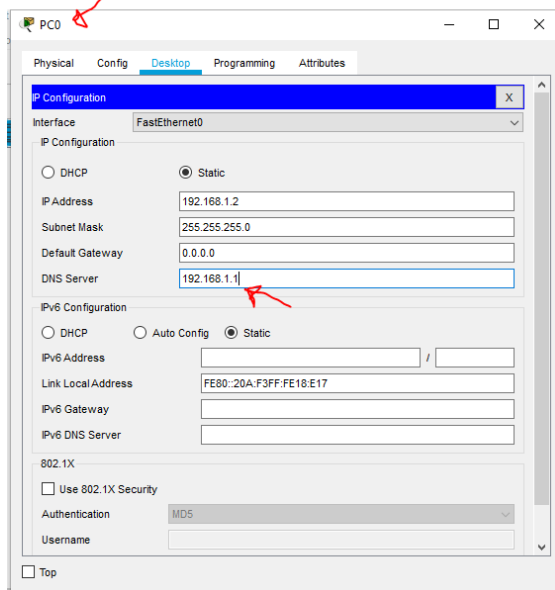 PC0
Physical Config Desktop Programming Attributes
IP Configuration X
Interface FastEthernet0
IP Configuration
DHCP Static
IP Address 192.168.1.2
Subnet Mask 255.255.255.0
Default Gateway 0.0.0.0
DNS Server 192.168.1.1
IPv6 Configuration
DHCP Auto Config Static
IPv6 Address /
Link Local Address FE80::20A:F3FF:FE18:E17
IPv6 Gateway
IPv6 DNS Server
802.1X
Use 802.1X Security
Authentication MD5
Username
Top